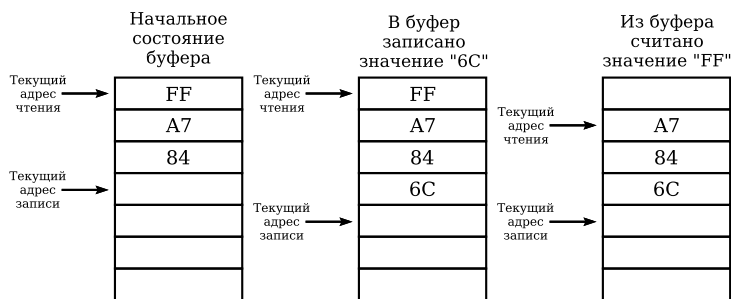 Начальное
состояние
буфера
Текущий
адрес
чтения
FF
A7
84
Текущий
адрес
записи
В буфер
записано
значение "6C"
Текущий
адрес
чтения
FF
A7
84
6C
Текущий
адрес
записи
Из буфера
считано
значение "FF"
Текущий
адрес
чтения
A7
84
6C
Текущий
адрес
записи